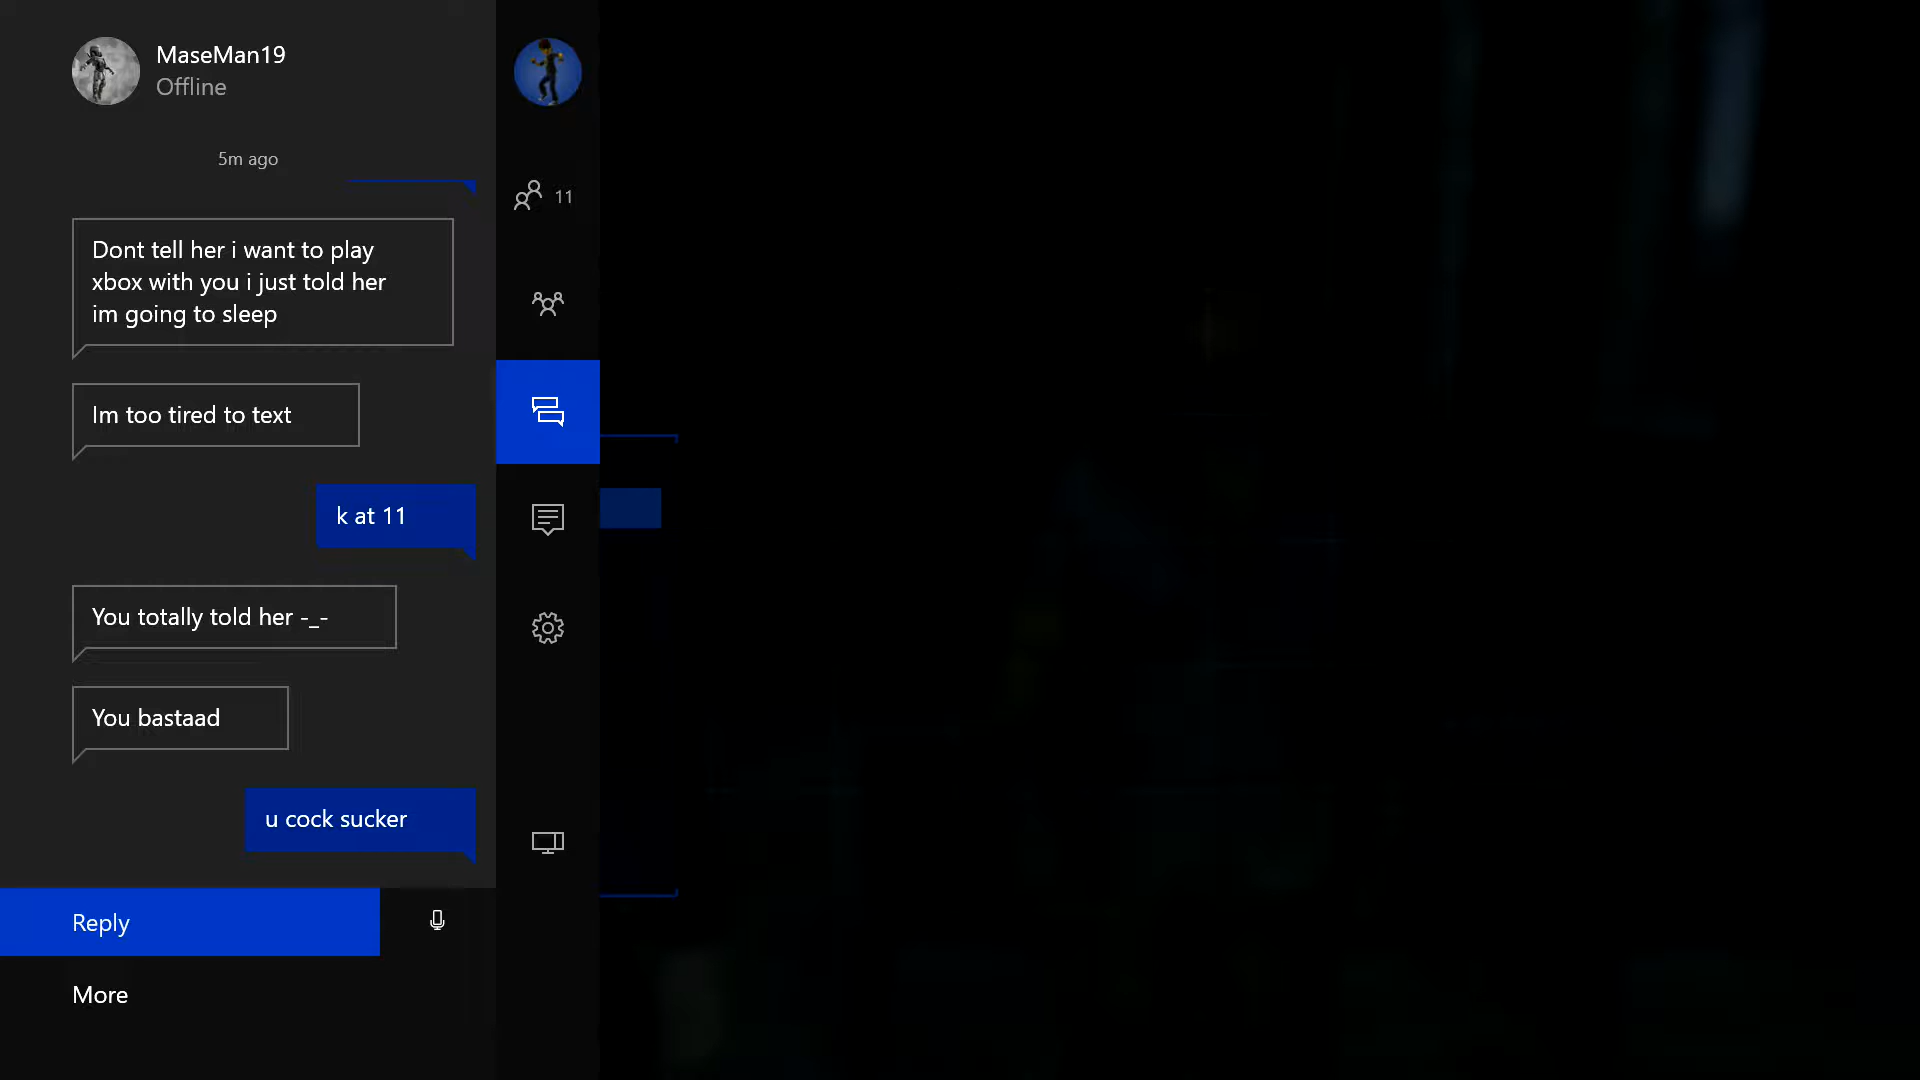 MaseMan19
Offline
5m ago
11
Dont tell her i want to play
xbox with you i just told her
im going to sleep
Im too tired to text
k at 11
You totally told her -_-
You bastaad
u cock sucker
Reply
More